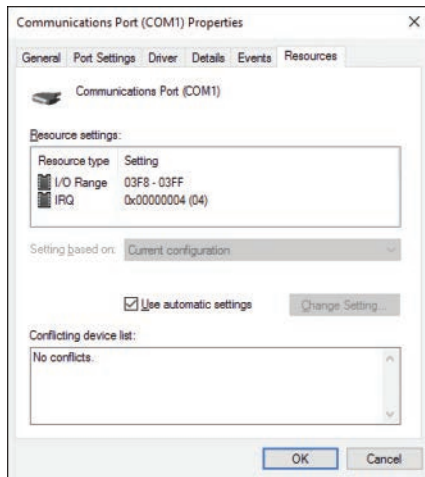 Communications Port (COM1) Properties
General Port Settings Driver Details Events Resources
Communications Port (COM1)
Resource settings:
Resource type Setting
I/O Range 03F8 - 03FF
IRQ 0x00000004 (04)
Setting based on: Current configuration
Use automatic settings Change Setting...
Conflicting device list:
No conflicts.
OK Cancel